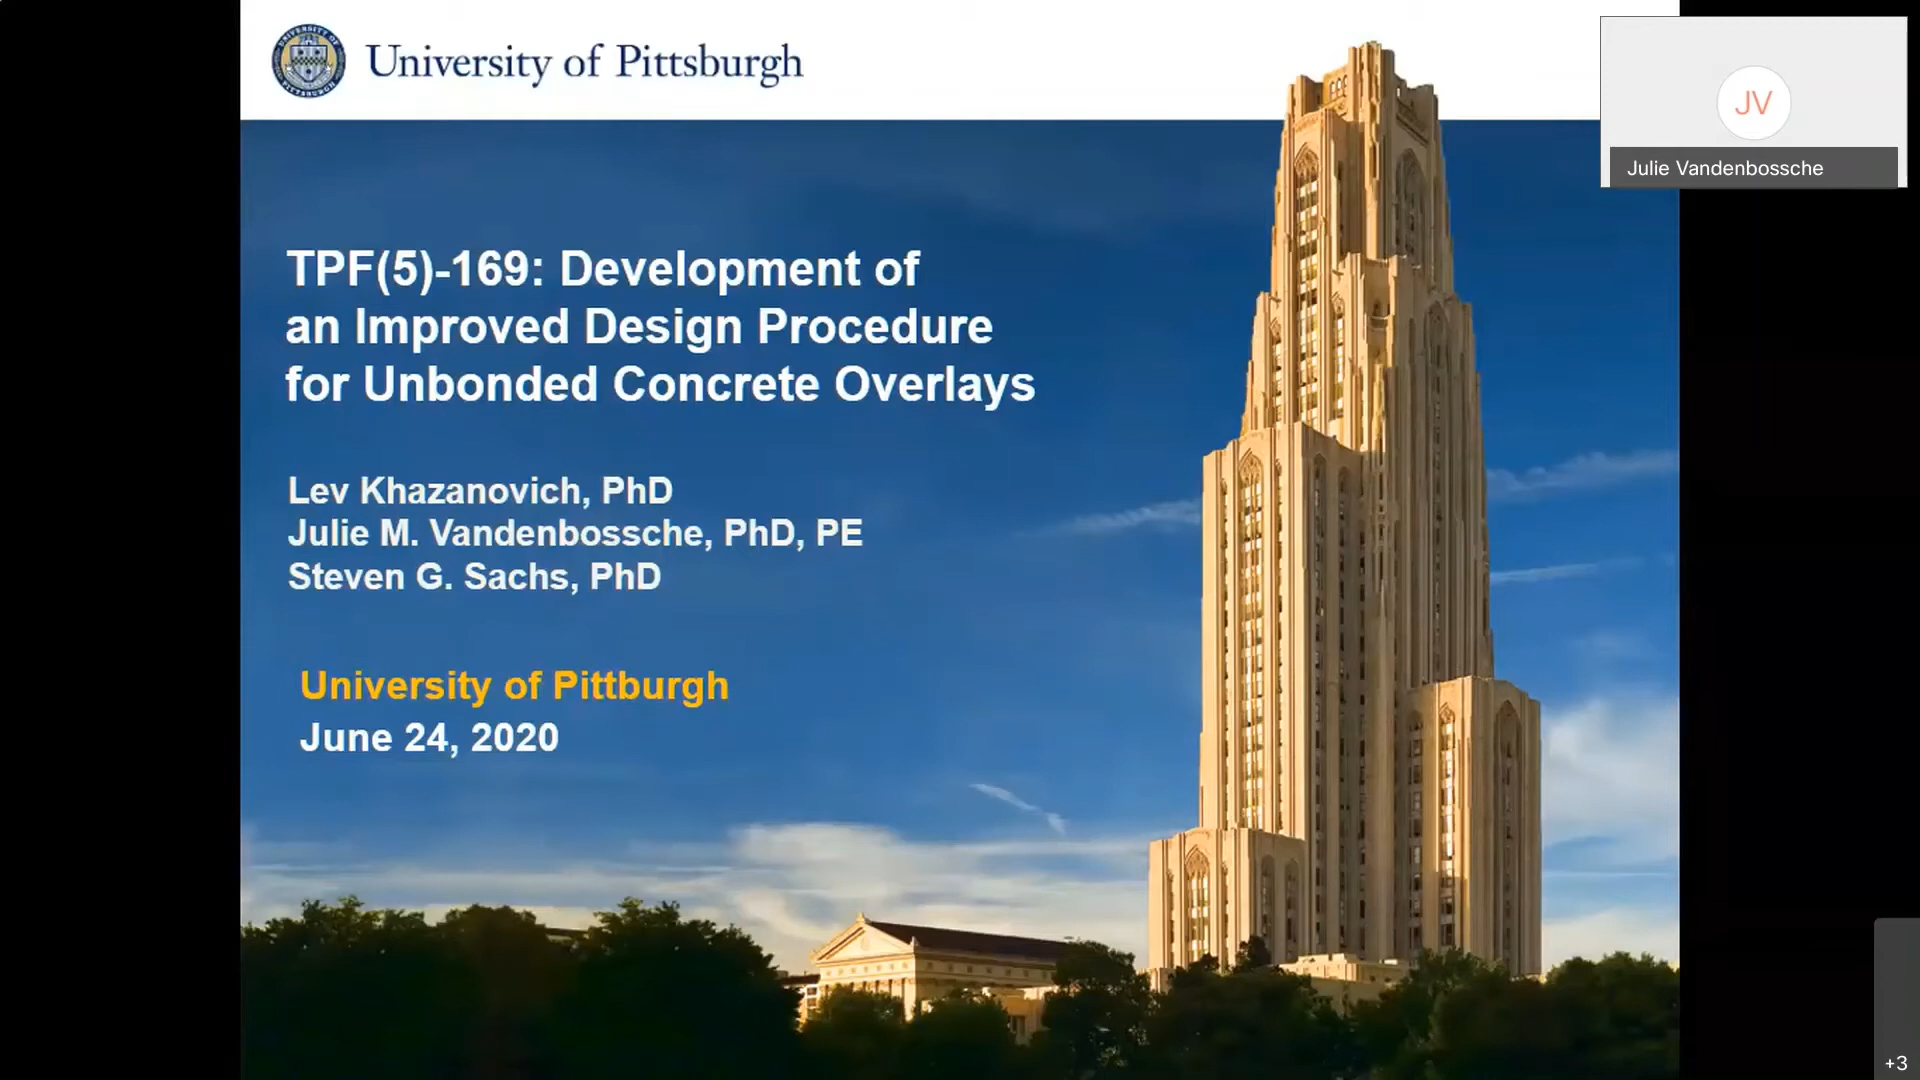 University of Pittsburgh
JV
Julie Vandenbossche
TPF(5)-169: Development of
an Improved Design Procedure
for Unbonded Concrete Overlays
Lev Khazanovich, PhD
Julie M. Vandenbossche, PhD, PE
Steven G. Sachs, PhD
University of Pittburgh
June 24, 2020
+3